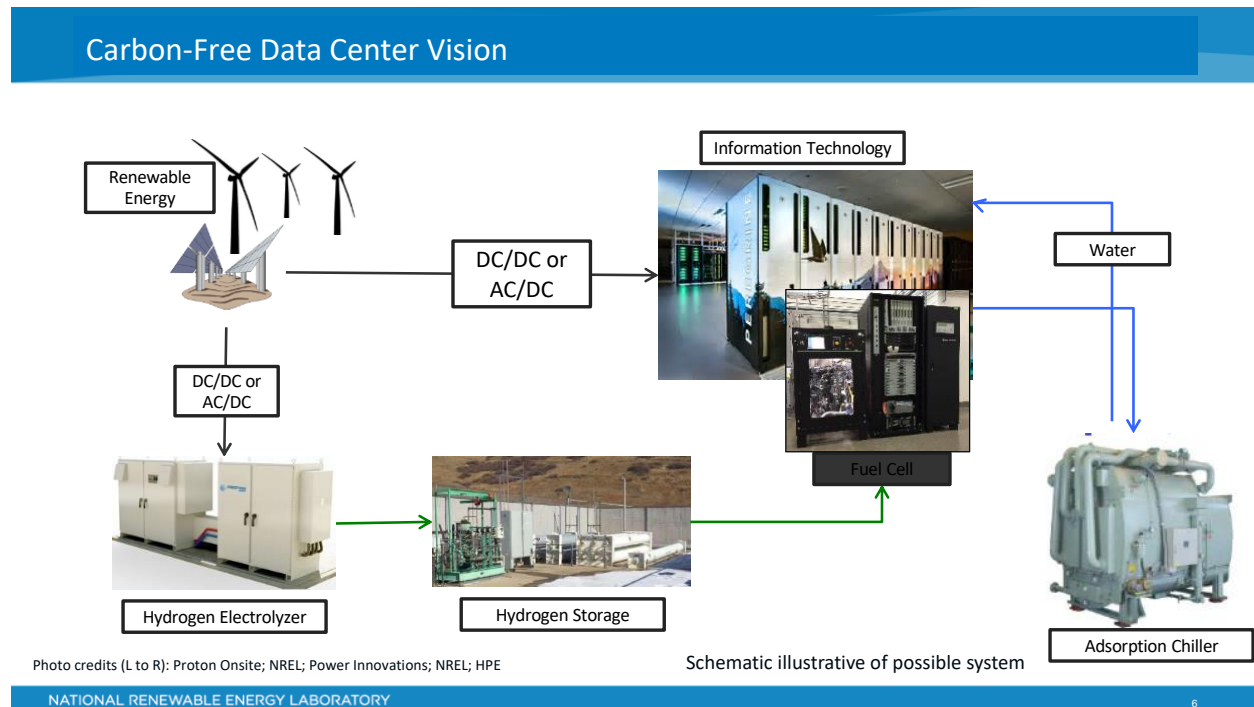 Carbon-Free Data Center Vision
Renewable
Energy
Information Technology
DC/DC or
AC/DC
Water
DC/DC or
AC/DC
Fuel Cell
Hydrogen Electrolyzer
Hydrogen Storage
Adsorption Chiller
Photo credits (L to R): Proton Onsite; NREL; Power Innovations; NREL; HPE
Schematic illustrative of possible system
NATIONAL RENEWABLE ENERGY LABORATORY
6